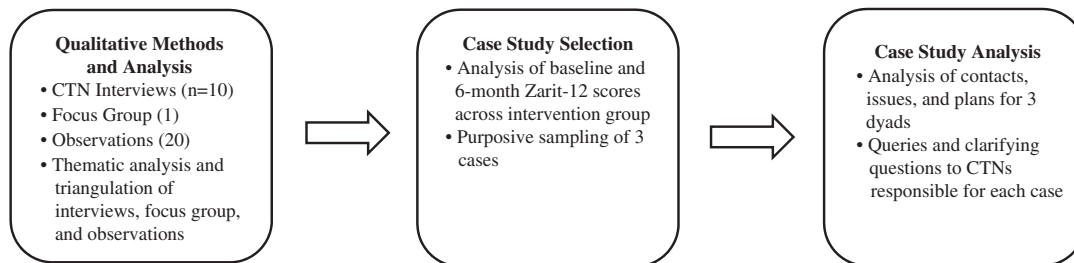 Qualitative Methods
and Analysis
• CTN Interviews (n=10)
• Focus Group (1)
• Observations (20)
• Thematic analysis and
triangulation of
interviews, focus group,
and observations
Case Study Selection
• Analysis of baseline and
6-month Zarit-12 scores
across intervention group
• Purposive sampling of 3
cases
Case Study Analysis
• Analysis of contacts,
issues, and plans for 3
dyads
• Queries and clarifying
questions to CTNs
responsible for each case